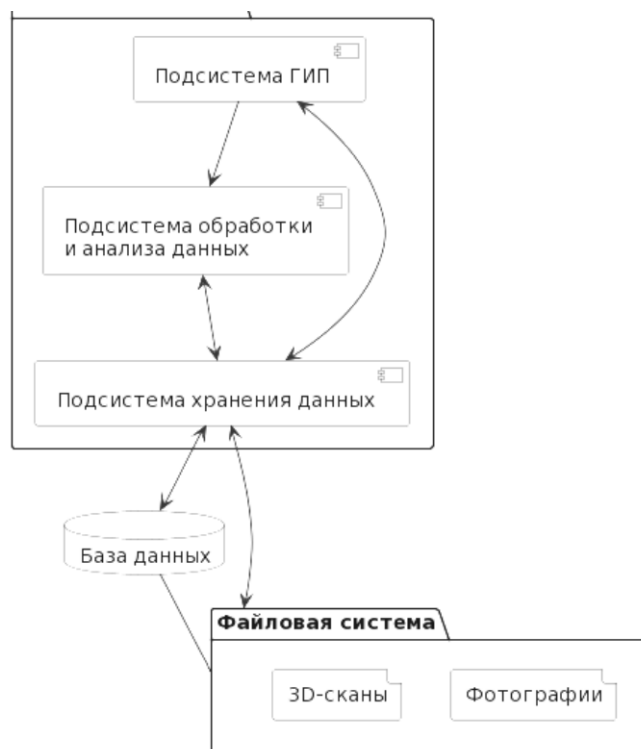 Подсистема ГИП
Подсистема обработки
и анализа данных
Подсистема хранения данных
База данных
Файловая система
3D-сканы
Фотографии